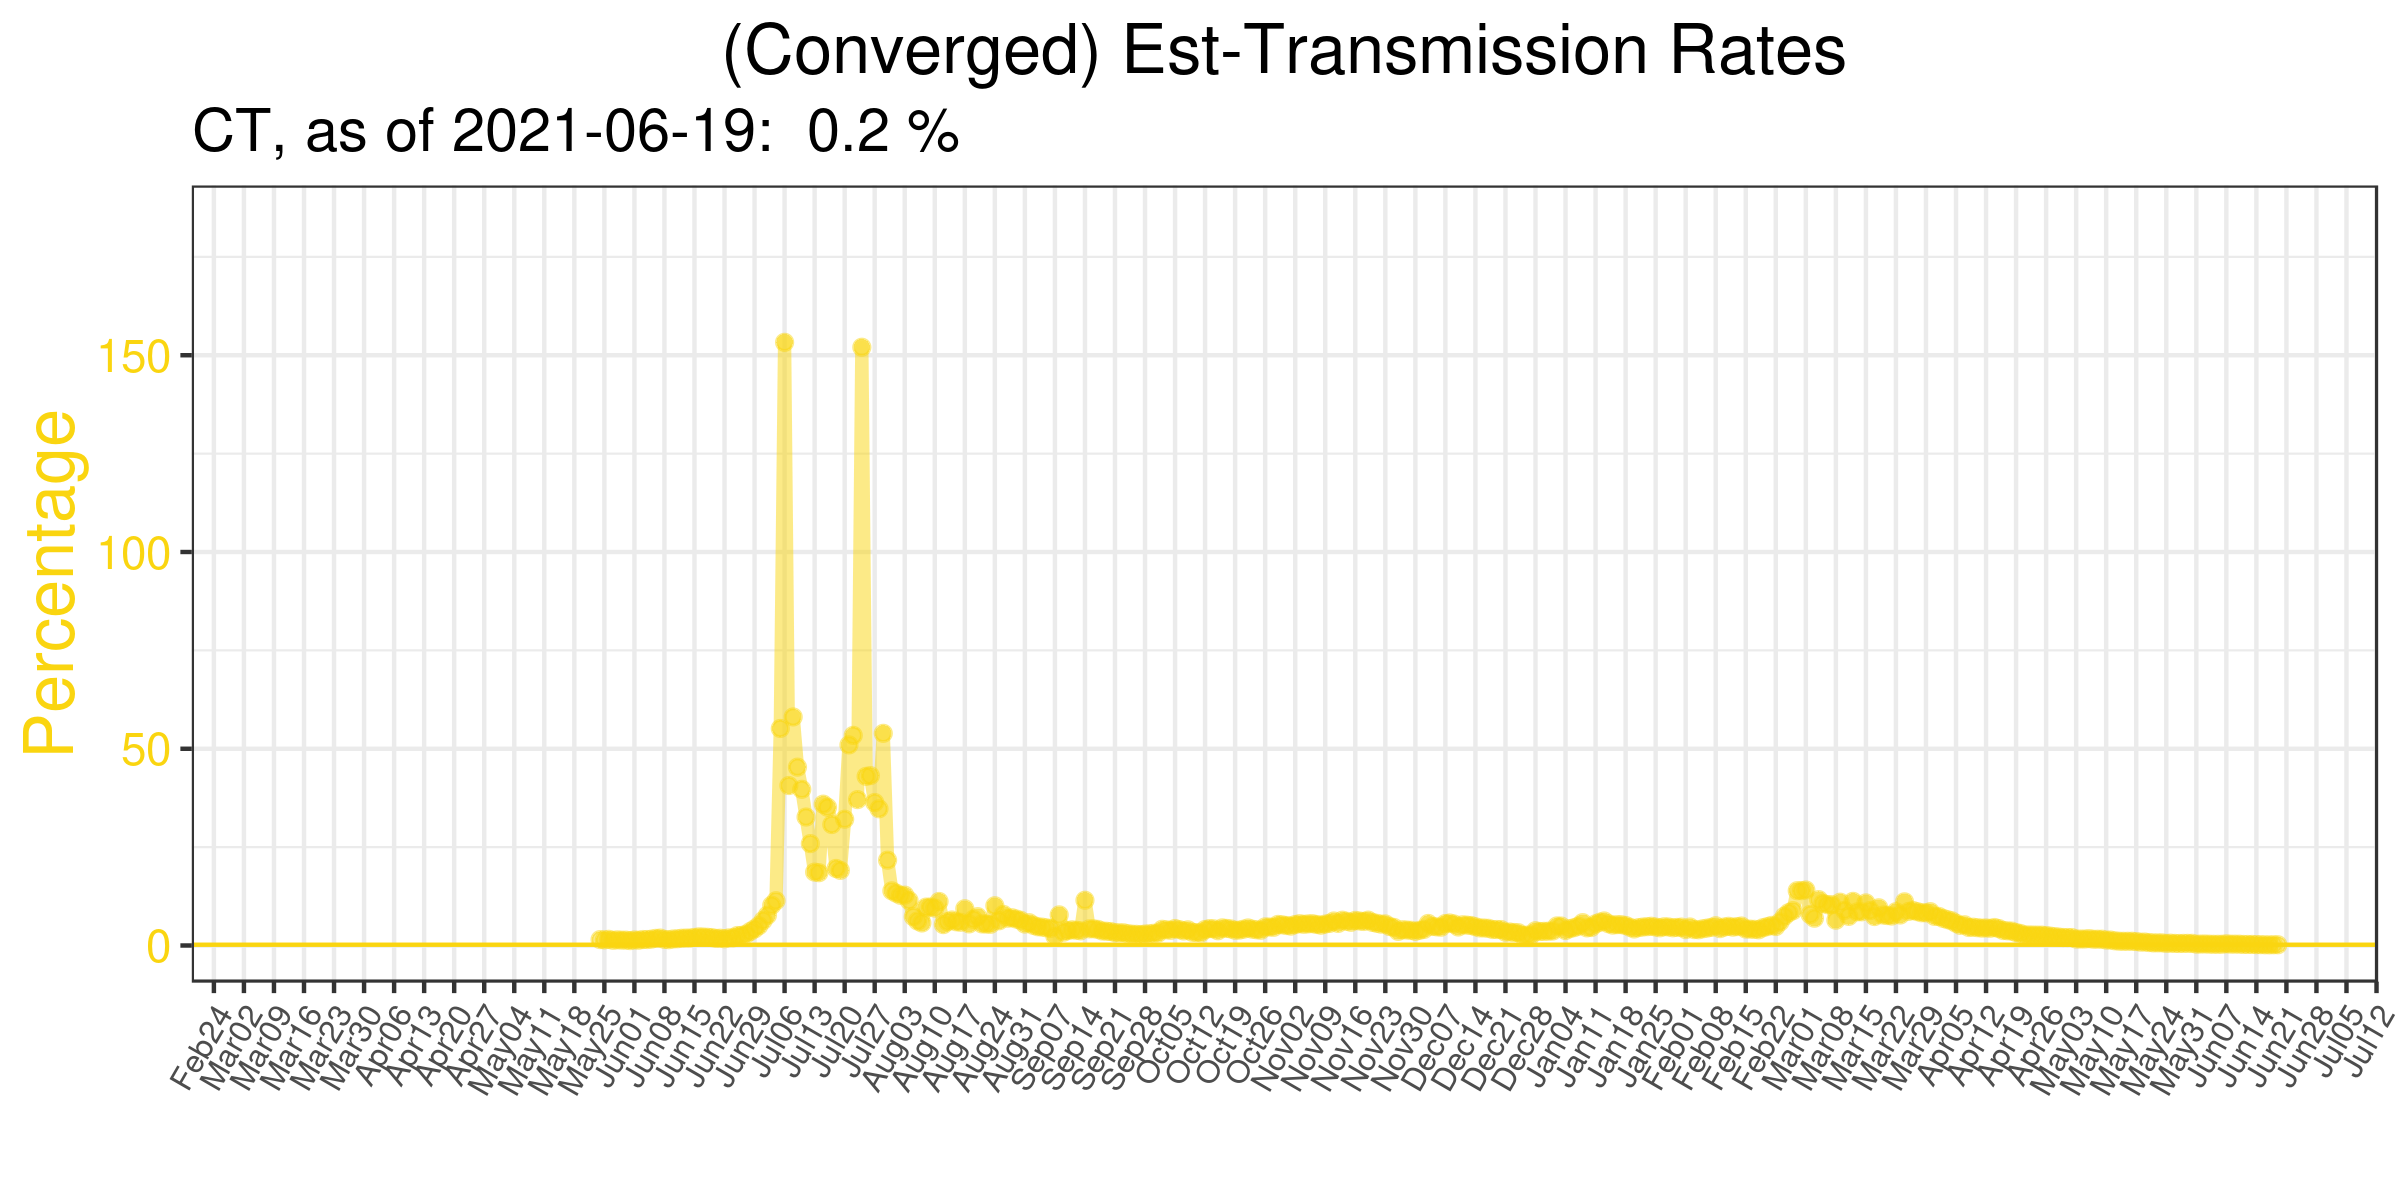 (Converged) Est-Transmission Rates
CT, as of 2021-06-19:  0.2 %
Percentage
150
100
50
0
Feb24
Mar02
Mar09
Mar16
Mar23
Mar30
Apr06
Apr13
Apr20
Apr27
May04
May11
May18
May25
Jun01
Jun08
Jun15
Jun22
Jun29
Jul06
Jul13
Jul20
Jul27
Aug03
Aug10
Aug17
Aug24
Aug31
Sep07
Sep14
Sep21
Sep28
Oct05
Oct12
Oct19
Oct26
Nov02
Nov09
Nov16
Nov23
Nov30
Dec07
Dec14
Dec21
Dec28
Jan04
Jan11
Jan18
Jan25
Feb01
Feb08
Feb15
Feb22
Mar01
Mar08
Mar15
Mar22
Mar29
Apr05
Apr12
Apr19
Apr26
May03
May10
May17
May24
May31
Jun07
Jun14
Jun21
Jun28
Jul05
Jul12